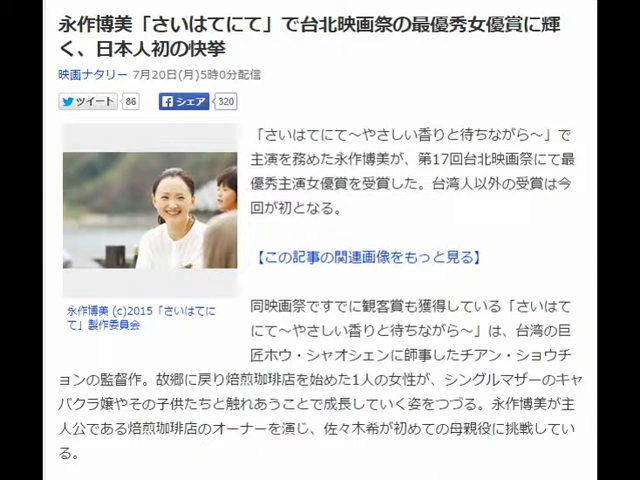 永作博美「さいはてにて」で台北映画祭の最優秀女優賞に輝
く、日本人初の快挙
映画ナタリー 7月20日(月)5時0分配信
ツイート 86 シェア 320
「さいはてにて～やさしい香りと待ちながら～」で
主演を務めた永作博美が、第17回台北映画祭にて最
優秀主演女優賞を受賞した。台湾人以外の受賞は今
回が初となる。
【この記事の関連画像をもっと見る】
永作博美 (c)2015「さいはてに
て」製作委員会
同映画祭ですでに観客賞も獲得している「さいはて
にて～やさしい香りと待ちながら～」は、台湾の巨
匠ホウ・シャオシェンに師事したチアン・ショウチ
ョンの監督作。故郷に戻り焙煎珈琲店を始めた1人の女性が、シングルマザーのキャ
バクラ嬢やその子供たちと触れあうことで成長していく姿をつづる。永作博美が主
人公である焙煎珈琲店のオーナーを演じ、佐々木希が初めての母親役に挑戦してい
る。